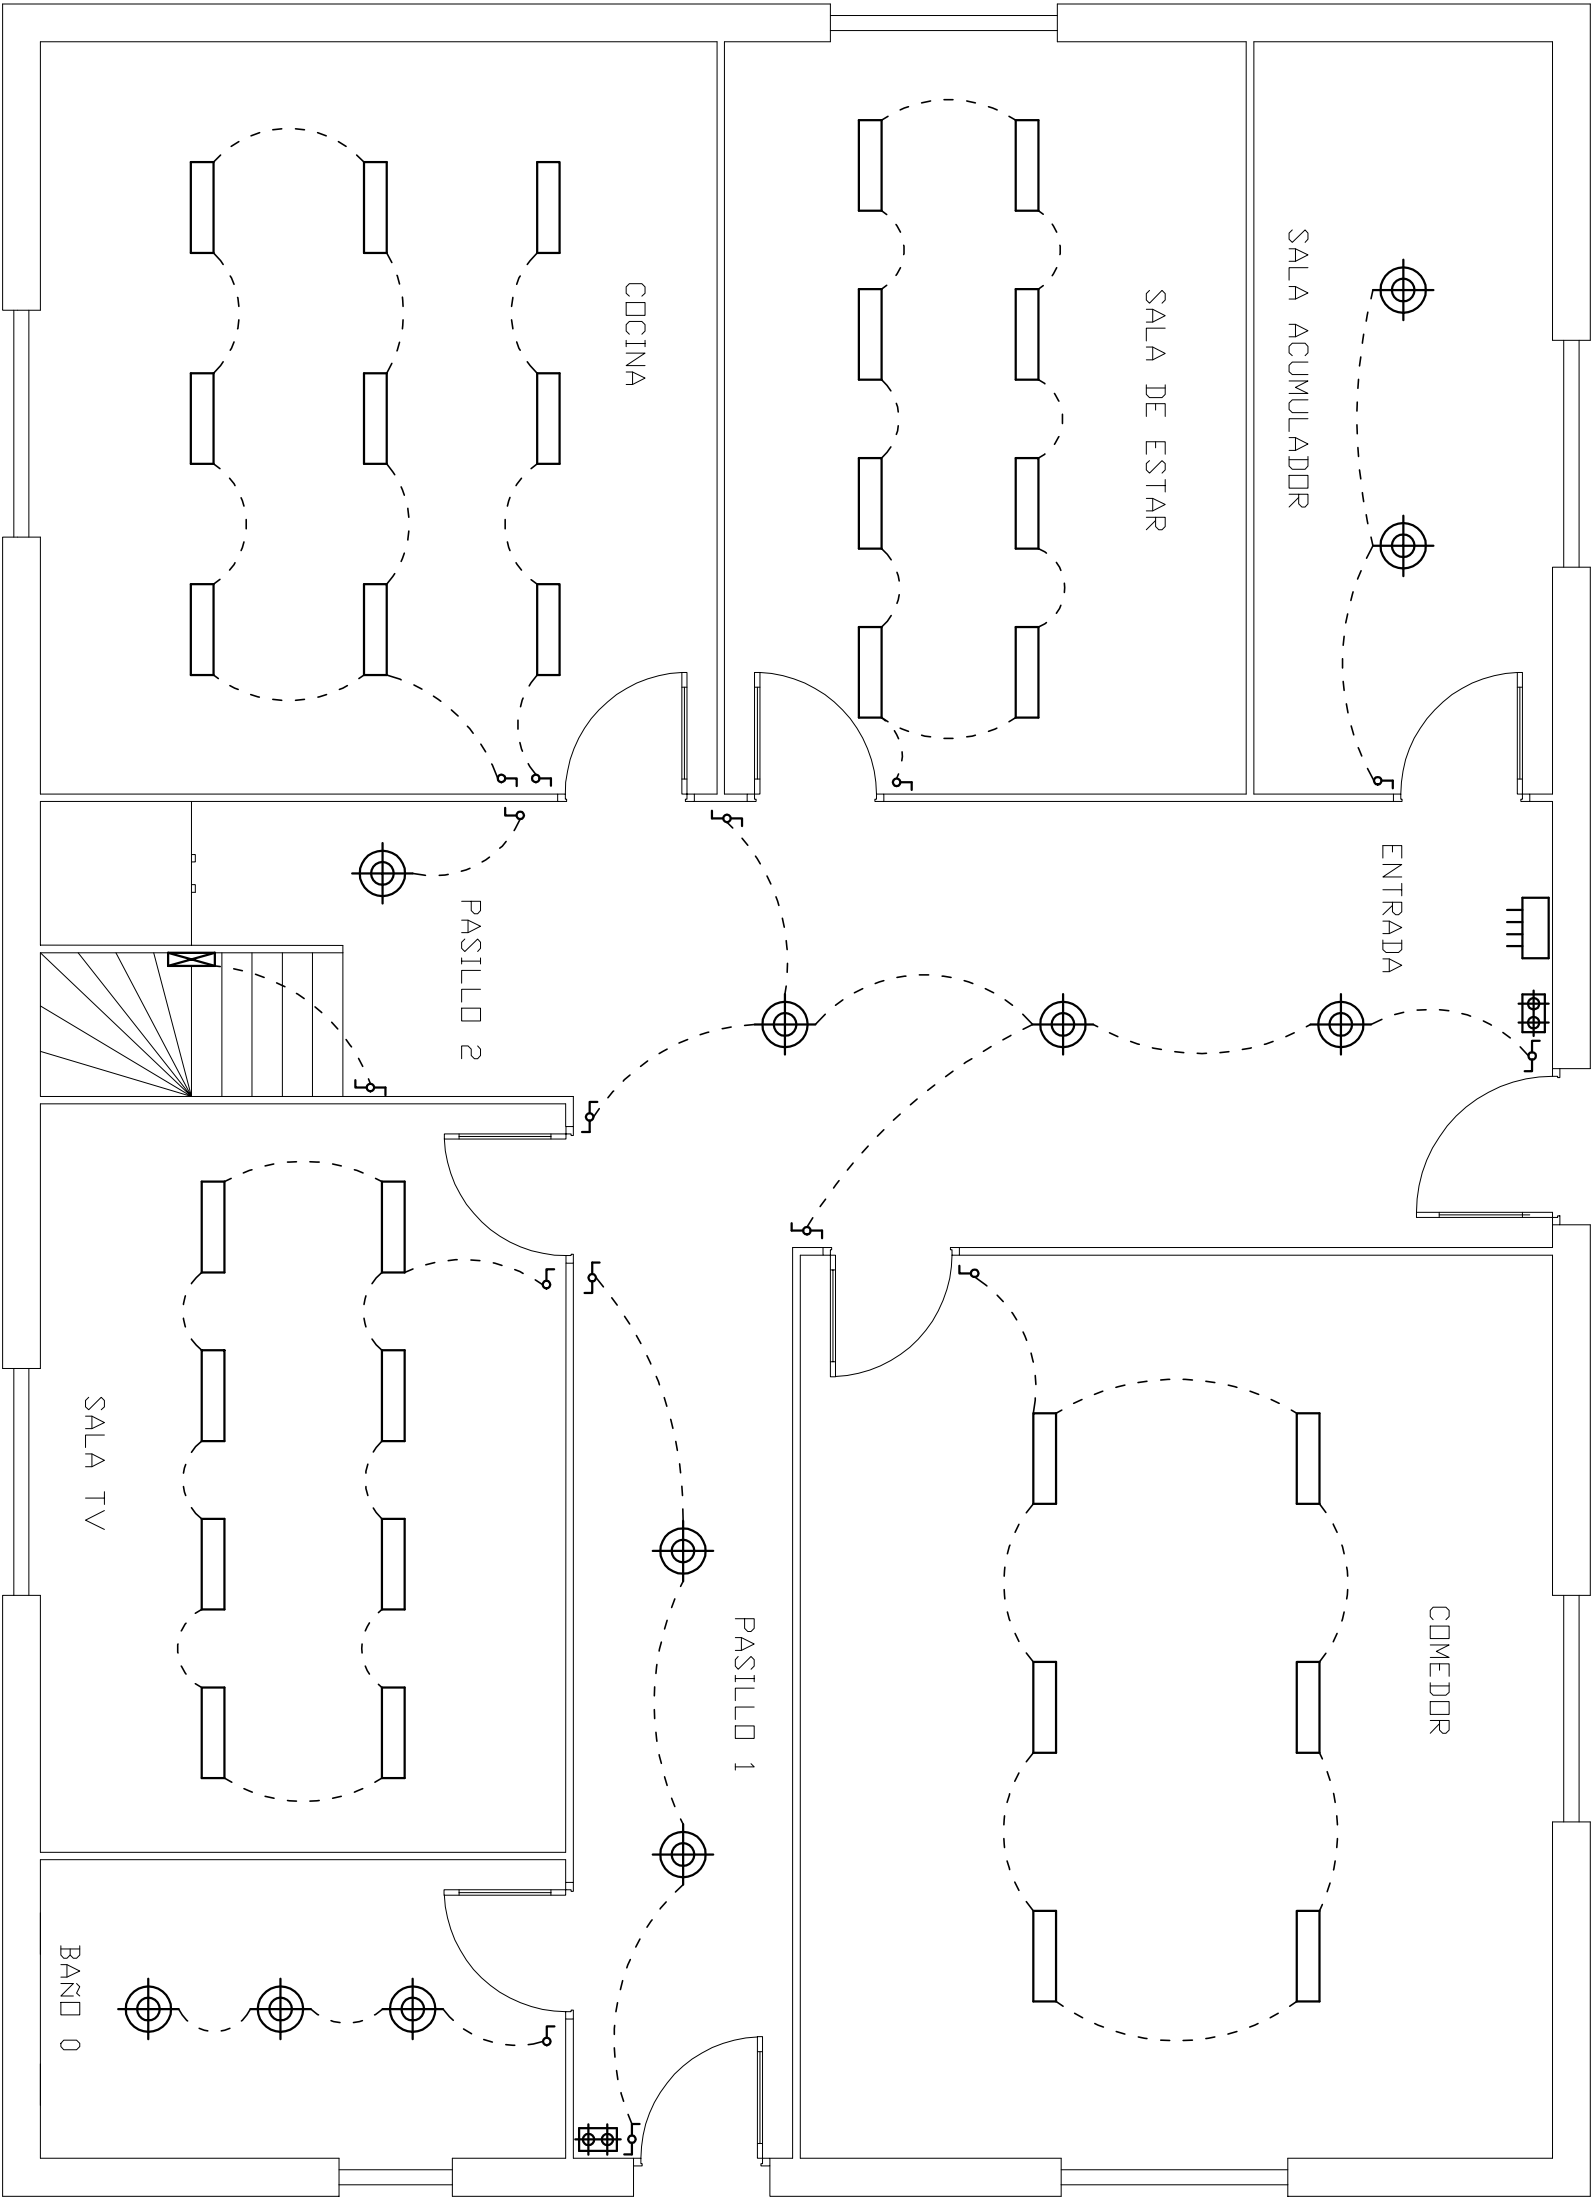 COCINA
SALA DE ESTAR
SALA ACUMULADOR
PASILLO 2
ENTRADA
SALA TV
PASILLO 1
COMEDOR
BAÑO 0